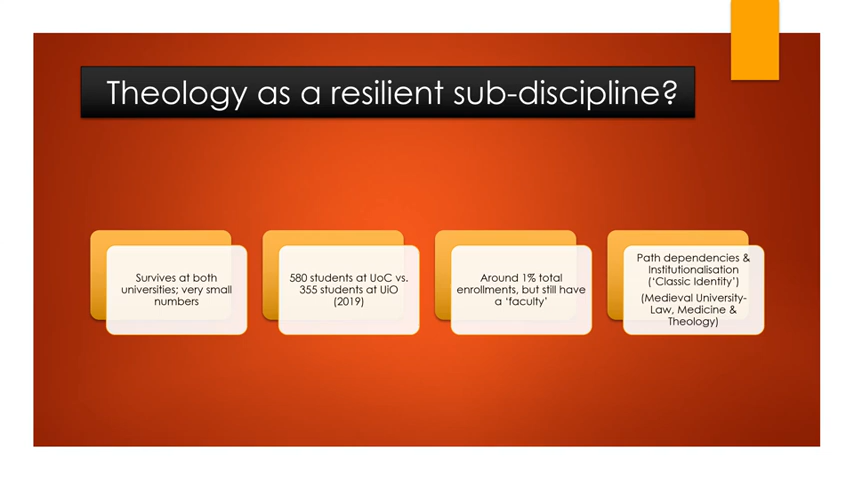 Theology as a resilient sub-discipline?
Survives at both
universities; very small
numbers
580 students at UoC vs.
355 students at UiO
(2019)
Around 1% total
enrollments, but still have
a ‘faculty’
Path dependencies &
Institutionalisation
(‘Classic Identity’)
(Medieval University-
Law, Medicine &
Theology)